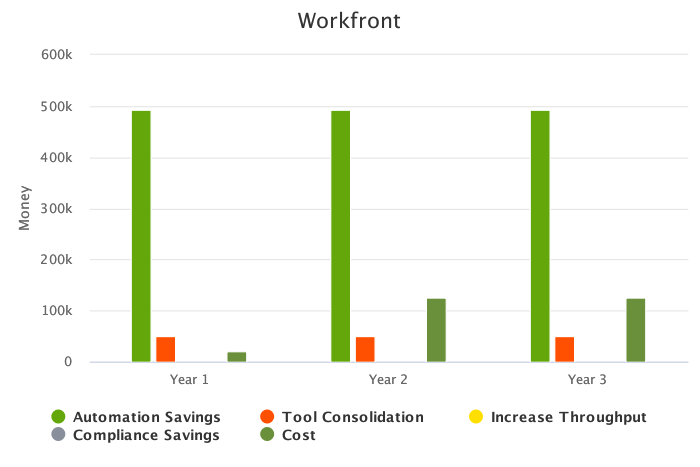 Workfront
600k
500k
400k
300k
200k
100k
0
Money
Year 1 Year 2 Year 3
Automation Savings Tool Consolidation Increase Throughput
Compliance Savings Cost